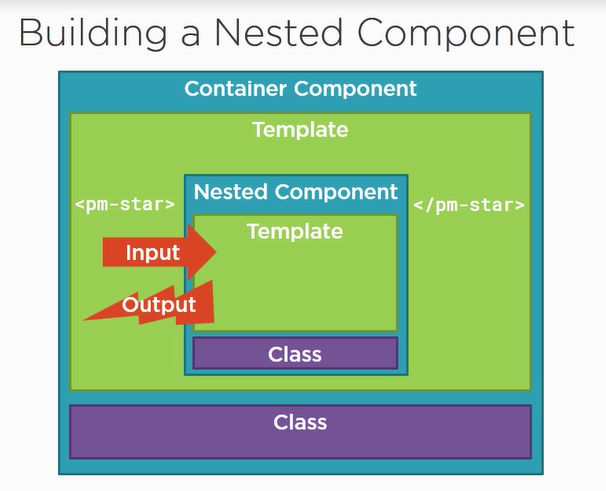 Building a Nested Component
Container Component
Template
<pm-star>
Nested Component
</pm-star>
Template
Input
Output
Class
Class